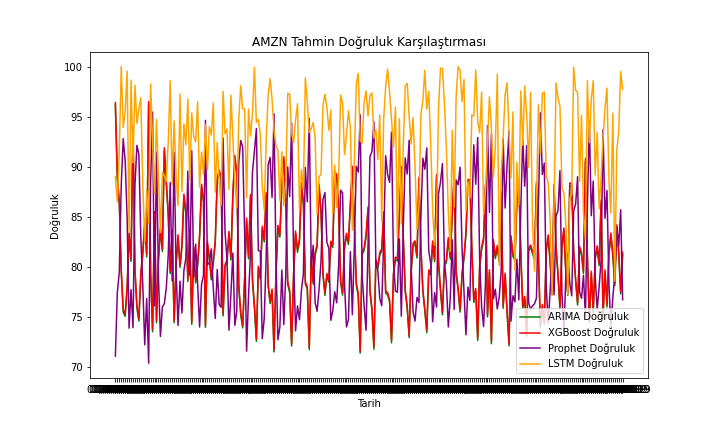 AMZN Tahmin Doğruluk Karşılaştırması
100
95
90
85
80
75
70
Doğruluk
ARIMA Doğruluk
XGBoost Doğruluk
Prophet Doğruluk
LSTM Doğruluk
Tarih